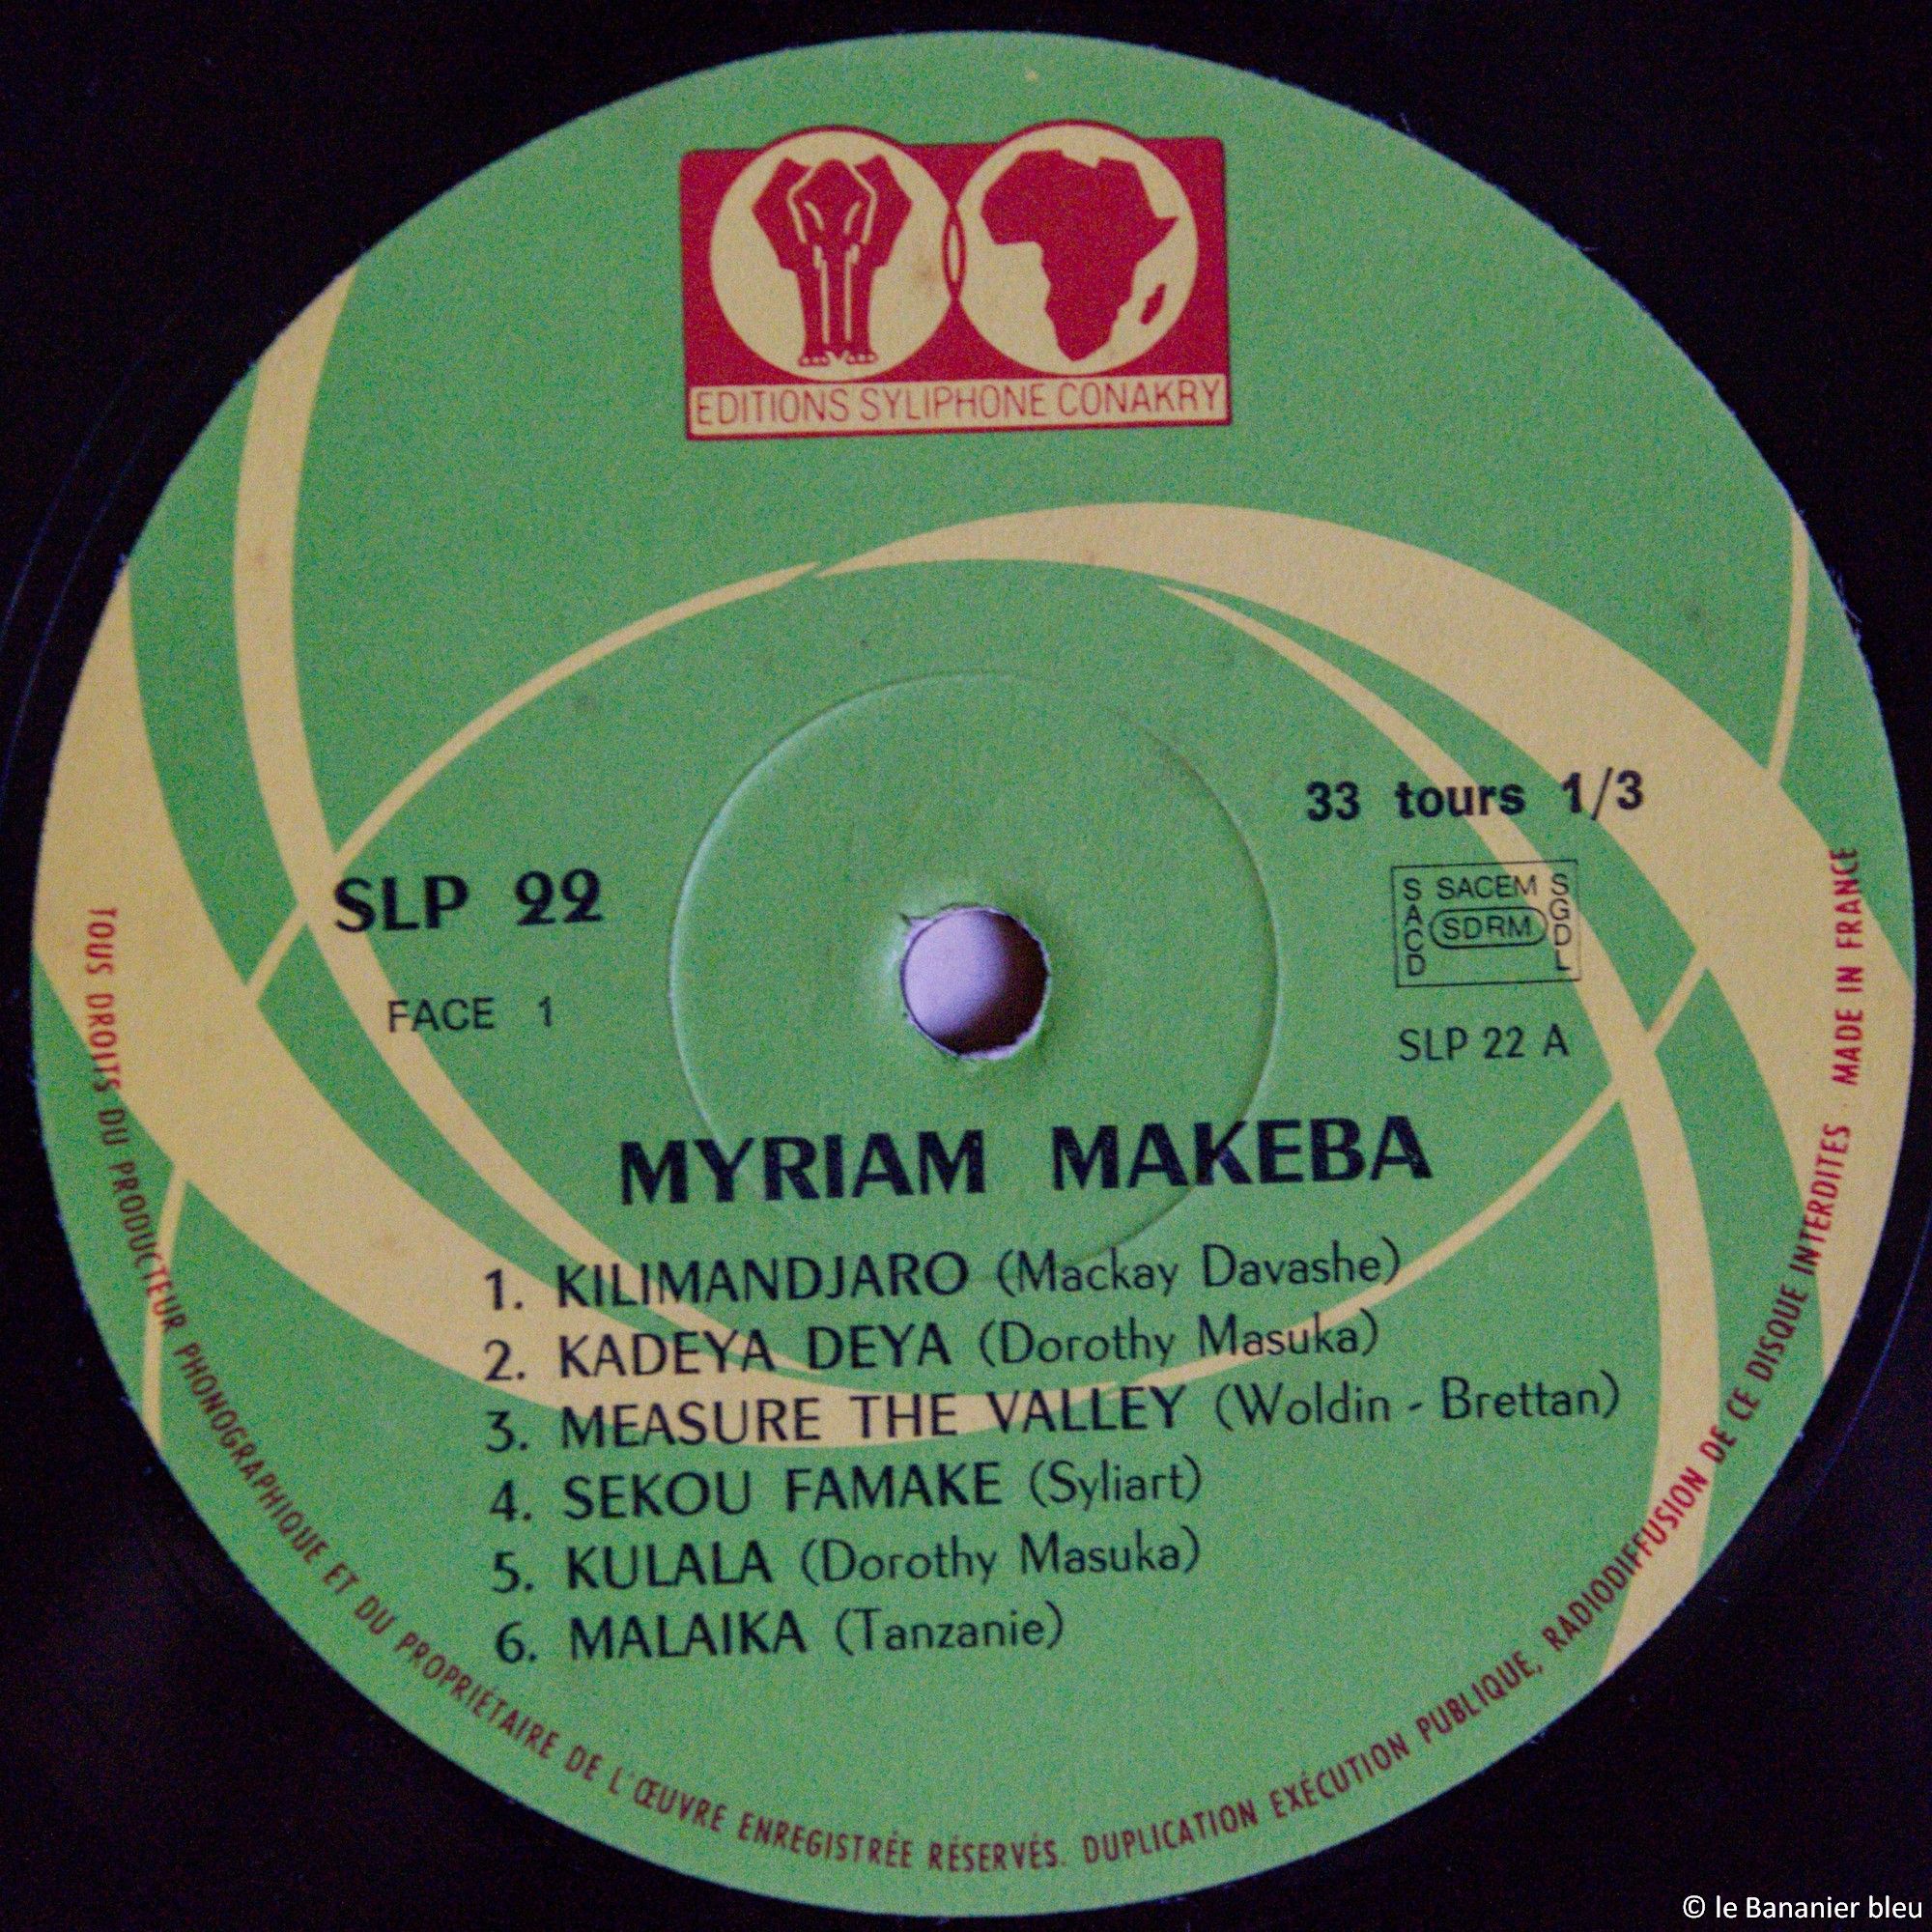 EDITIONS SYLIPHONE CONAKRY
33 tours 1/3
SLP 22
SACEM
SACD
SDRM
SGDL
FACE 1
SLP 22 A
MYRIAM MAKEBA
1. KILIMANDJARO (Mackay Davashe)
2. KADEYA DEYA (Dorothy Masuka)
3. MEASURE THE VALLEY (Woldin - Brettan)
4. SEKOU FAMAKE (Syliart)
5. KULALA (Dorothy Masuka)
6. MALAIKA (Tanzanie)
TOUS DROITS DU PRODUCTEUR PHONOGRAPHIQUE ET DU PROPRIÉTAIRE DE L'ŒUVRE ENREGISTRÉE RÉSERVÉS. DUPLICATION EXÉCUTION PUBLIQUE, RADIODIFFUSION DE CE DISQUE INTERDITES · MADE IN FRANCE
© le Bananier bleu